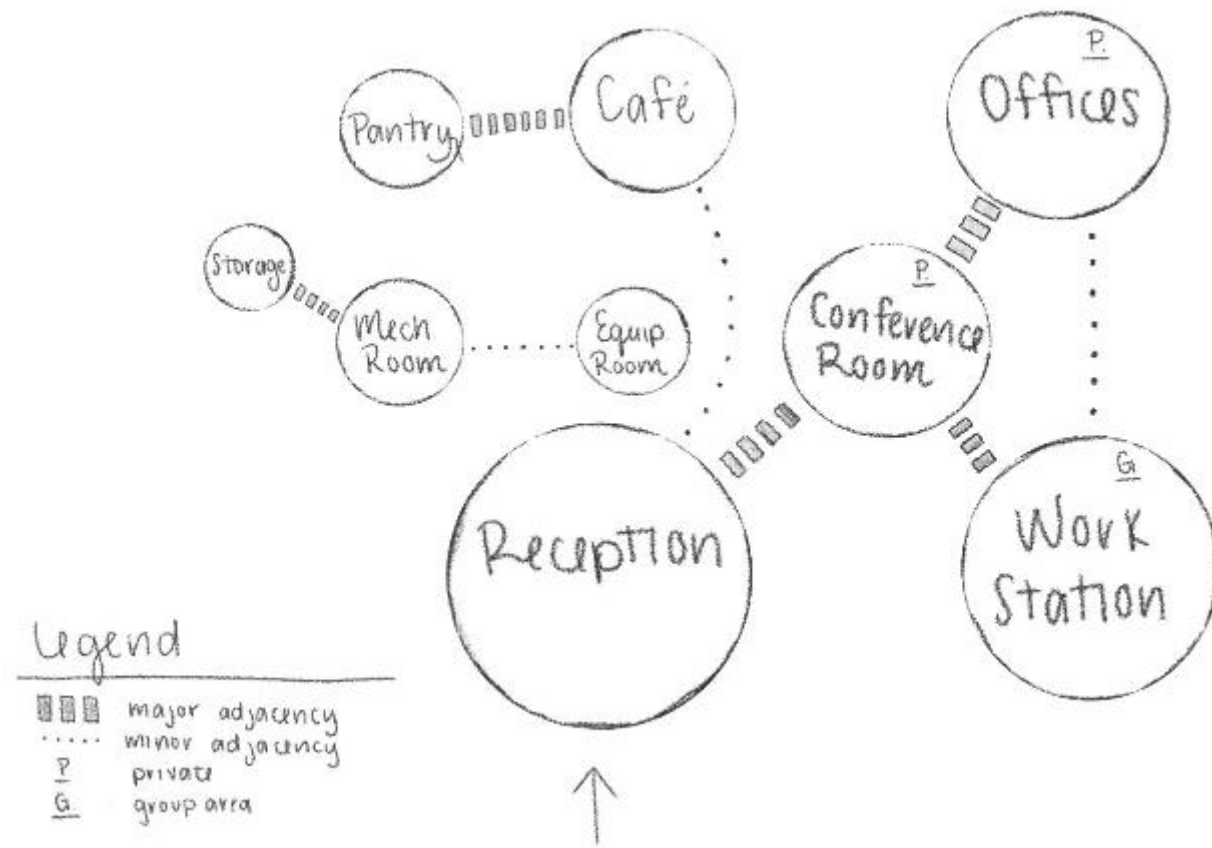 P.
Offices
Café
Pantry
Storage
Mech
Room
Equip
Room
P.
Conference
Room
Reception
G
Work
Station
Legend
major adjacency
minor adjacency
P private
G. group area